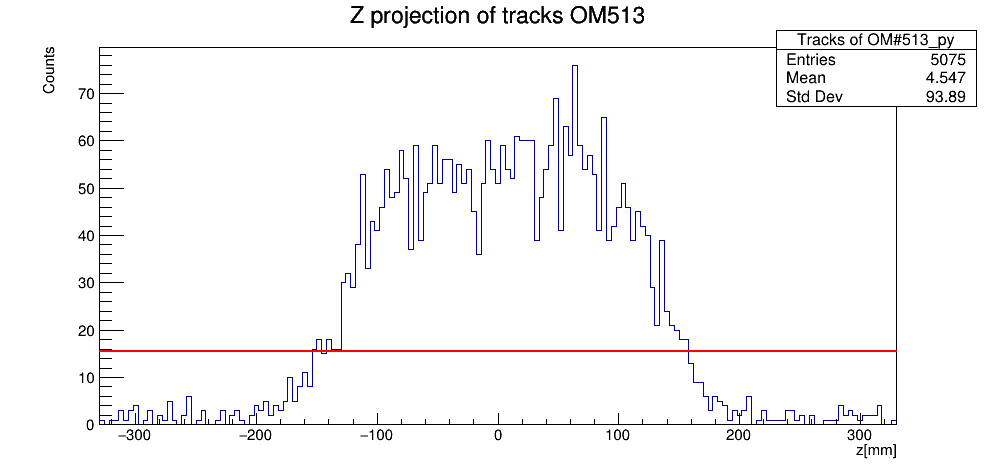 Z projection of tracks OM513
Tracks of OM#513_py
Entries 5075
Mean 4.547
Std Dev 93.89
Counts
70
60
50
40
30
20
10
0
−300 −200 −100 0 100 200 300
z[mm]